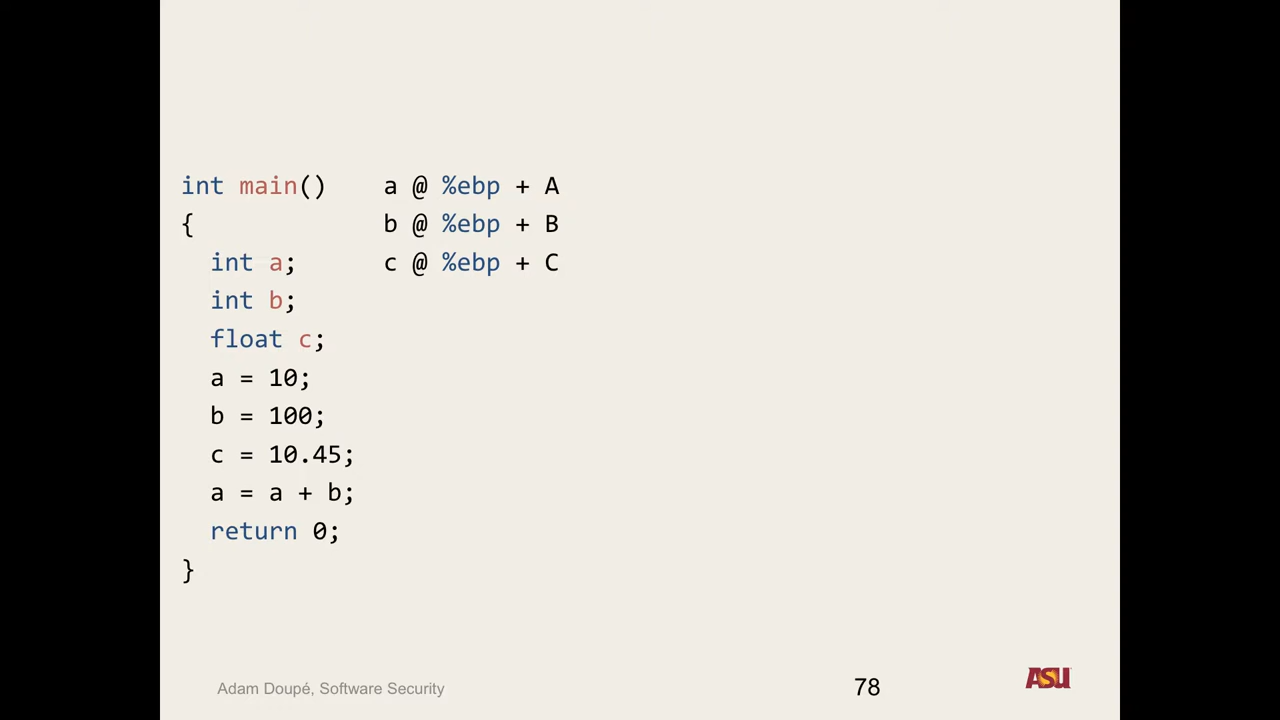 int main()    a @ %ebp + A
{             b @ %ebp + B
  int a;      c @ %ebp + C
  int b;
  float c;
  a = 10;
  b = 100;
  c = 10.45;
  a = a + b;
  return 0;
}
Adam Doupé, Software Security
78
ASU